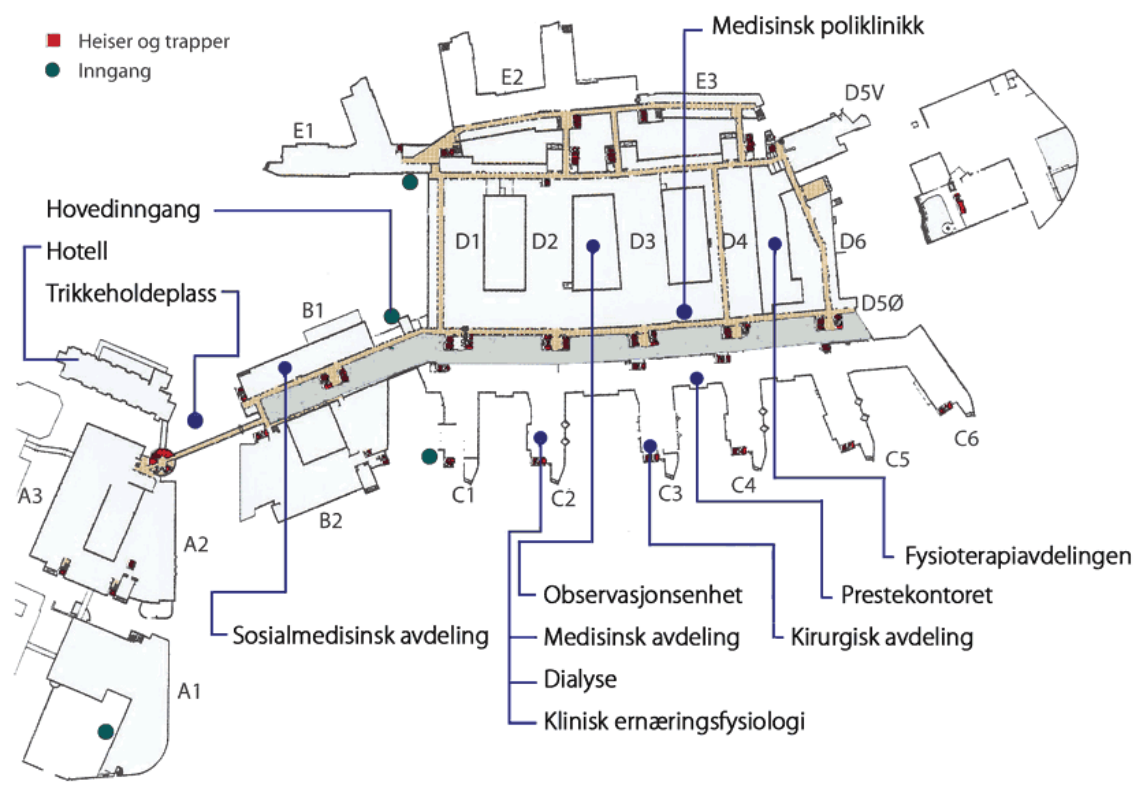 Medisinsk poliklinikk
Heiser og trapper
Inngang
E2
E3
D5V
E1
Hovedinngang
Hotell
Trikkeholdeplass
D1
D2
D3
D4
D6
B1
D5Ø
C6
C5
A3
C1
C2
C3
C4
B2
A2
Fysioterapiavdelingen
Observasjonsenhet
Prestekontoret
Sosialmedisinsk avdeling
Medisinsk avdeling
Kirurgisk avdeling
Dialyse
A1
Klinisk ernæringsfysiologi